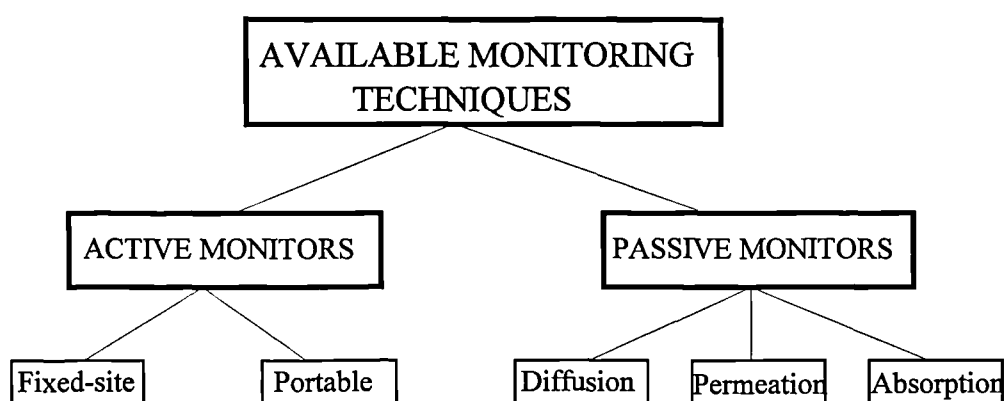 AVAILABLE MONITORING
TECHNIQUES
ACTIVE MONITORS
PASSIVE MONITORS
Fixed-site
Portable
Diffusion
Permeation
Absorption